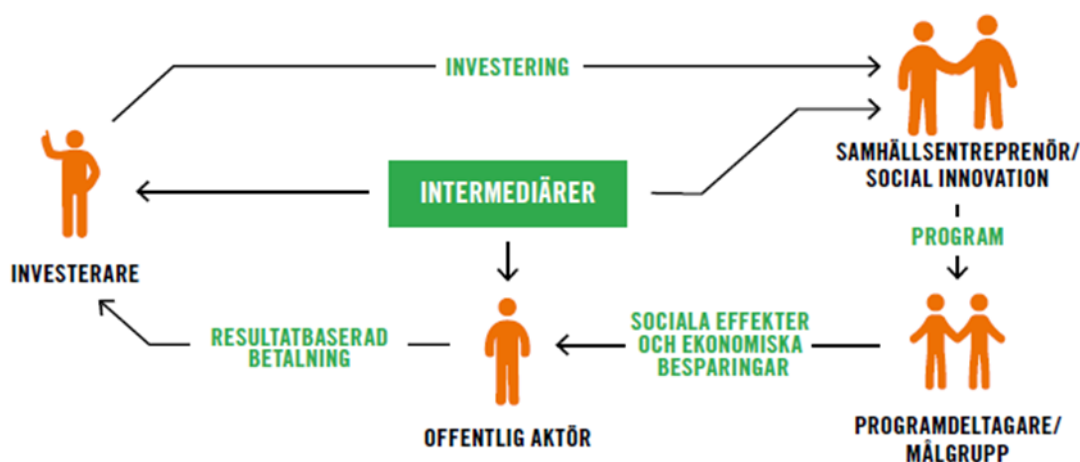 INVESTERING
SAMHÄLLSENTREPRENÖR/
SOCIAL INNOVATION
INTERMEDIÄRER
PROGRAM
INVESTERARE
RESULTATBASERAD
BETALNING
SOCIALA EFFEKTER
OCH EKONOMISKA
BESPARINGAR
OFFENTLIG AKTÖR
PROGRAMDELTAGARE/
MÅLGRUPP